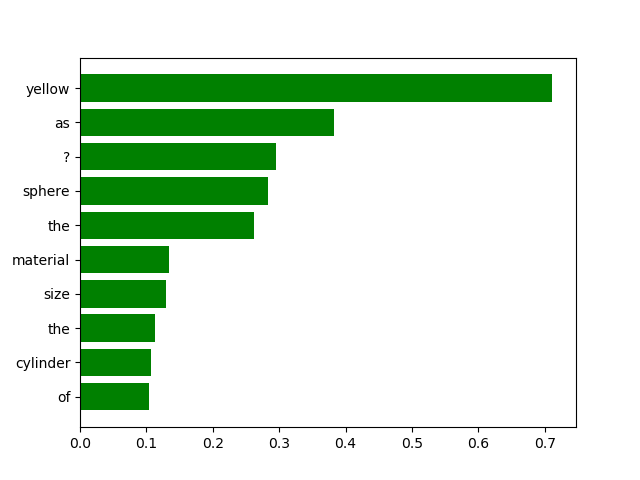 yellow
as
?
sphere
the
material
size
the
cylinder
of
0.0 0.1 0.2 0.3 0.4 0.5 0.6 0.7